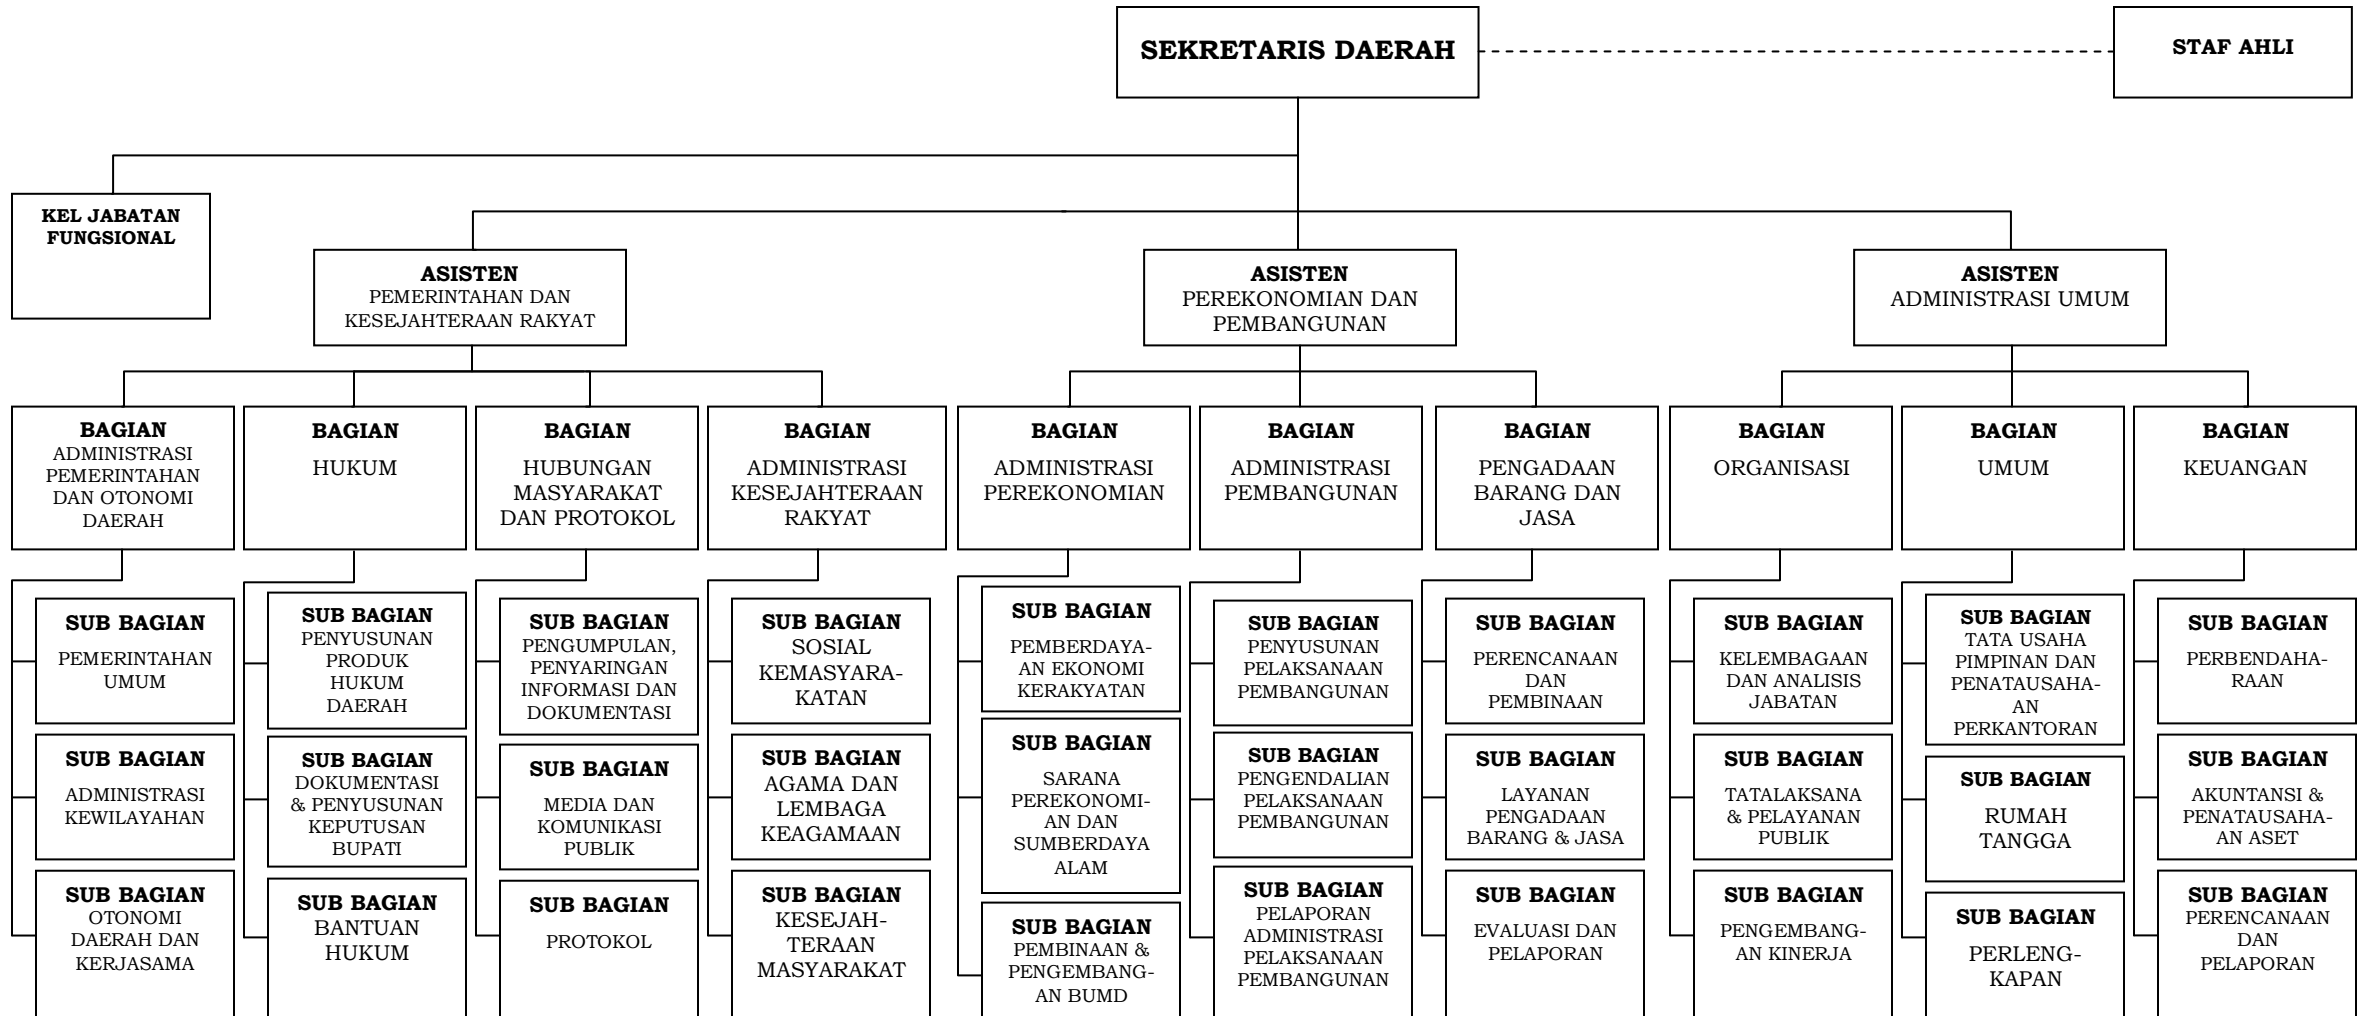 SEKRETARIS DAERAH
STAF AHLI
KEL JABATAN
FUNGSIONAL
ASISTEN
PEMERINTAHAN DAN
KESEJAHTERAAN RAKYAT
ASISTEN
PEREKONOMIAN DAN
PEMBANGUNAN
ASISTEN
ADMINISTRASI UMUM
BAGIAN
ADMINISTRASI
PEMERINTAHAN
DAN OTONOMI
DAERAH
BAGIAN
HUKUM
BAGIAN
HUBUNGAN
MASYARAKAT
DAN PROTOKOL
BAGIAN
ADMINISTRASI
KESEJAHTERAAN
RAKYAT
BAGIAN
ADMINISTRASI
PEREKONOMIAN
BAGIAN
ADMINISTRASI
PEMBANGUNAN
BAGIAN
PENGADAAN
BARANG DAN
JASA
BAGIAN
ORGANISASI
BAGIAN
UMUM
BAGIAN
KEUANGAN
SUB BAGIAN
PEMERINTAHAN
UMUM
SUB BAGIAN
PENYUSUNAN
PRODUK
HUKUM
DAERAH
SUB BAGIAN
PENGUMPULAN,
PENYARINGAN
INFORMASI DAN
DOKUMENTASI
SUB BAGIAN
SOSIAL
KEMASYARA-
KATAN
SUB BAGIAN
PEMBERDAYA-
AN EKONOMI
KERAKYATAN
SUB BAGIAN
PENYUSUNAN
PELAKSANAAN
PEMBANGUNAN
SUB BAGIAN
PERENCANAAN
DAN
PEMBINAAN
SUB BAGIAN
KELEMBAGAAN
DAN ANALISIS
JABATAN
SUB BAGIAN
TATA USAHA
PIMPINAN DAN
PENATAUSAHA-
AN
PERKANTORAN
SUB BAGIAN
PERBENDAHA-
RAAN
SUB BAGIAN
ADMINISTRASI
KEWILAYAHAN
SUB BAGIAN
DOKUMENTASI
& PENYUSUNAN
KEPUTUSAN
BUPATI
SUB BAGIAN
MEDIA DAN
KOMUNIKASI
PUBLIK
SUB BAGIAN
AGAMA DAN
LEMBAGA
KEAGAMAAN
SUB BAGIAN
SARANA
PEREKONOMI-
AN DAN
SUMBERDAYA
ALAM
SUB BAGIAN
PENGENDALIAN
PELAKSANAAN
PEMBANGUNAN
SUB BAGIAN
LAYANAN
PENGADAAN
BARANG & JASA
SUB BAGIAN
TATALAKSANA
& PELAYANAN
PUBLIK
SUB BAGIAN
RUMAH
TANGGA
SUB BAGIAN
AKUNTANSI &
PENATAUSAHA-
AN ASET
SUB BAGIAN
OTONOMI
DAERAH DAN
KERJASAMA
SUB BAGIAN
BANTUAN
HUKUM
SUB BAGIAN
PROTOKOL
SUB BAGIAN
KESEJAH-
TERAAN
MASYARAKAT
SUB BAGIAN
PEMBINAAN &
PENGEMBANG-
AN BUMD
SUB BAGIAN
PELAPORAN
ADMINISTRASI
PELAKSANAAN
PEMBANGUNAN
SUB BAGIAN
EVALUASI DAN
PELAPORAN
SUB BAGIAN
PENGEMBANG-
AN KINERJA
SUB BAGIAN
PERLENG-
KAPAN
SUB BAGIAN
PERENCANAAN
DAN
PELAPORAN